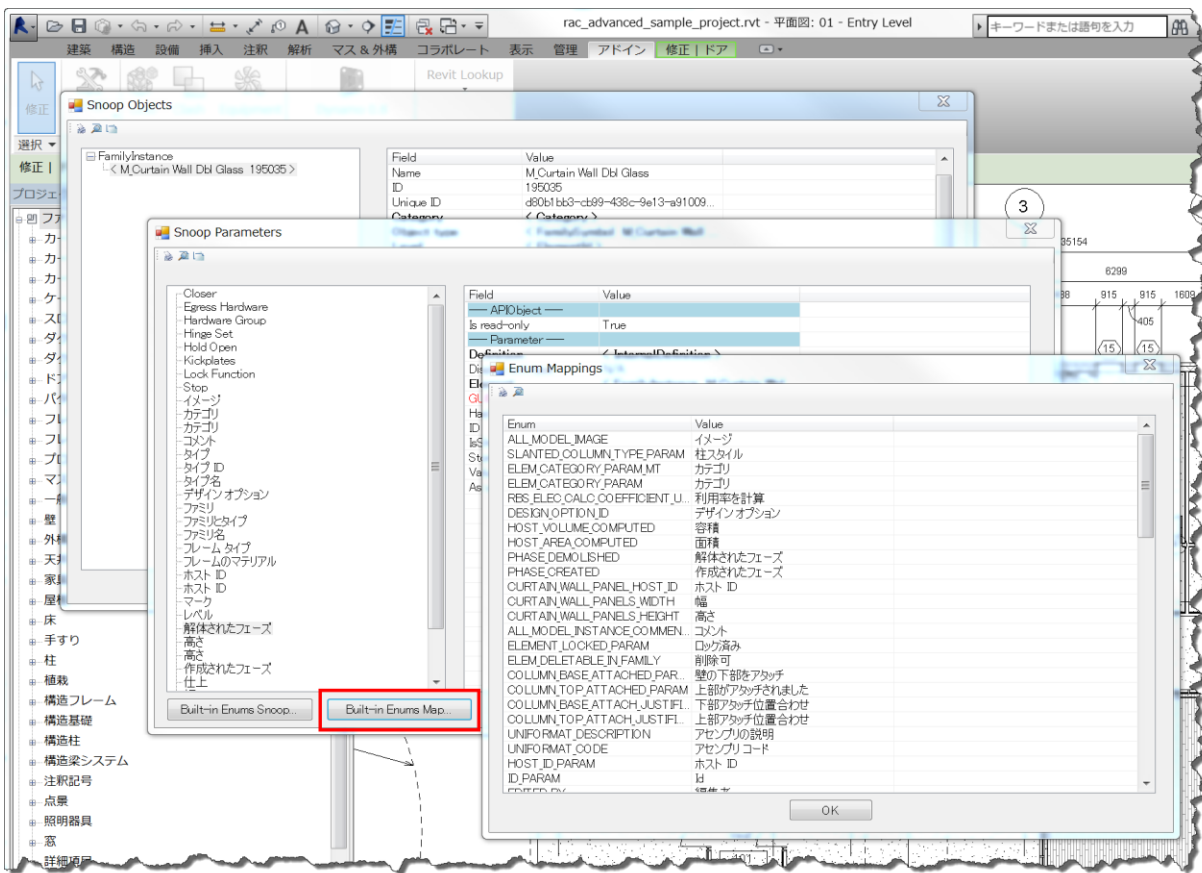 rac_advanced_sample_project.rvt - 平面図: 01 - Entry Level
キーワードまたは語句を入力
建築 構造 設備 挿入 注釈 解析 マス & 外構 コラボレート 表示 管理 アドイン 修正 | ドア
修正
Revit Lookup
選択
修正 |
プロジェ
Snoop Objects
FamilyInstance
< M_Curtain Wall Dbl Glass 195035 >
Field Value
Name M_Curtain Wall Dbl Glass
ID 195035
Unique ID d80b1bb3-cb99-438c-9e13-a91009...
Category < Category >
Object type < FamilySymbol M_Curtain Wall
Snoop Parameters
Closer
Egress Hardware
Hardware Group
Hinge Set
Hold Open
Kickplates
Lock Function
Stop
イメージ
カテゴリ
カテゴリ
コメント
タイプ
タイプ ID
タイプ名
デザイン オプション
ファミリ
ファミリとタイプ
ファミリ名
フレーム タイプ
フレームのマテリアル
ホスト ID
ホスト ID
マーク
レベル
解体されたフェーズ
高さ
高さ
作成されたフェーズ
仕上
Built-in Enums Snoop...
Built-in Enums Map...
Field Value
--- APIObject ---
Is read-only True
--- Parameter ---
Definition < InternalDefinition >
Enum Mappings
Enum Value
ALL_MODEL_IMAGE イメージ
SLANTED_COLUMN_TYPE_PARAM 柱スタイル
ELEM_CATEGORY_PARAM_MT カテゴリ
ELEM_CATEGORY_PARAM カテゴリ
RBS_ELEC_CALC_COEFFICIENT_U... 利用率を計算
DESIGN_OPTION_ID デザイン オプション
HOST_VOLUME_COMPUTED 容積
HOST_AREA_COMPUTED 面積
PHASE_DEMOLISHED 解体されたフェーズ
PHASE_CREATED 作成されたフェーズ
CURTAIN_WALL_PANEL_HOST_ID ホスト ID
CURTAIN_WALL_PANELS_WIDTH 幅
CURTAIN_WALL_PANELS_HEIGHT 高さ
ALL_MODEL_INSTANCE_COMMEN... コメント
ELEMENT_LOCKED_PARAM ロック済み
ELEM_DELETABLE_IN_FAMILY 削除可
COLUMN_BASE_ATTACHED_PAR... 壁の下部をアタッチ
COLUMN_TOP_ATTACHED_PARAM 上部がアタッチされました
COLUMN_BASE_ATTACH_JUSTIFI... 下部アタッチ位置合わせ
COLUMN_TOP_ATTACH_JUSTIFI... 上部アタッチ位置合わせ
UNIFORMAT_DESCRIPTION アセンブリの説明
UNIFORMAT_CODE アセンブリ コード
HOST_ID_PARAM ホスト ID
ID_PARAM Id
EDITED_BY 編集者
OK
床
手すり
柱
植栽
構造フレーム
構造基礎
構造柱
構造梁システム
注釈記号
点景
照明器具
窓
詳細項目
3
35154
6299
915 915 1609
405
15 15